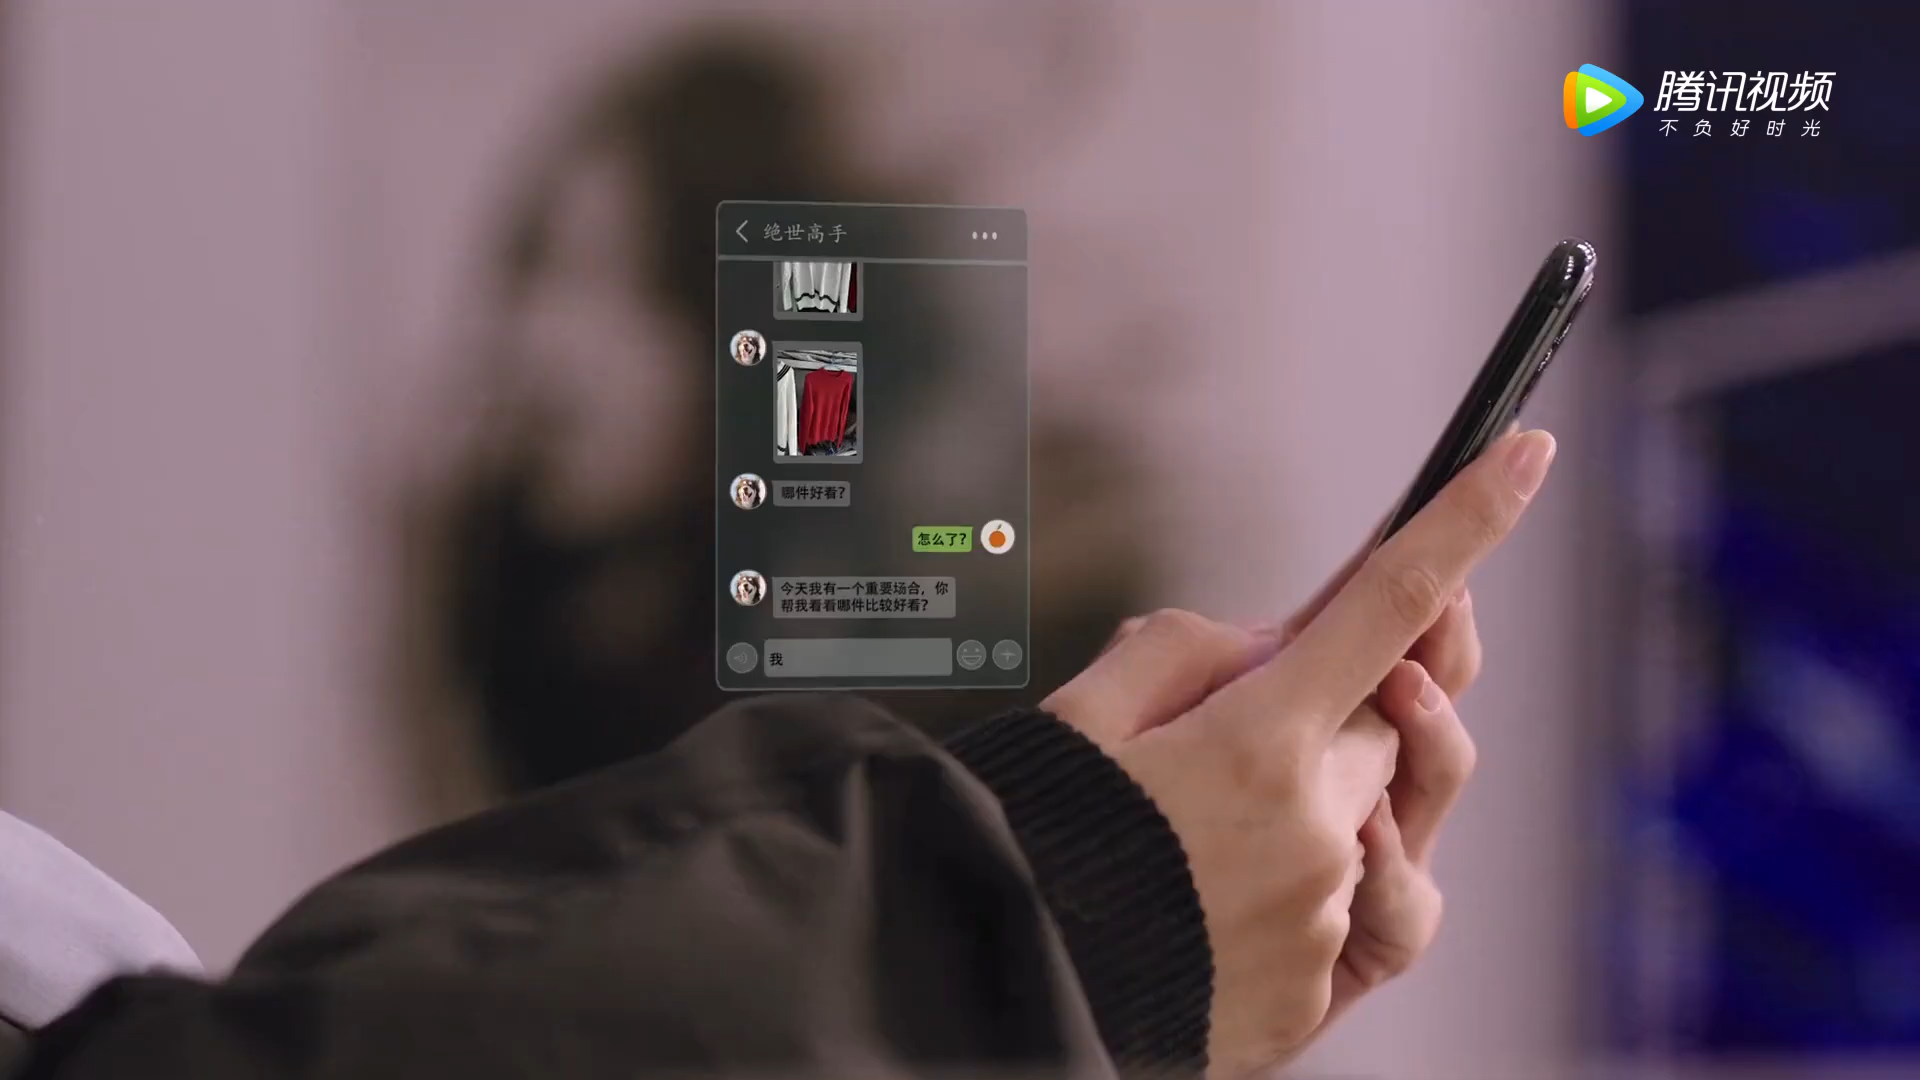 腾讯视频
不负好时光
绝世高手
哪件好看?
怎么了?
今天我有一个重要场合，你
帮我看看哪件比较好看?
我